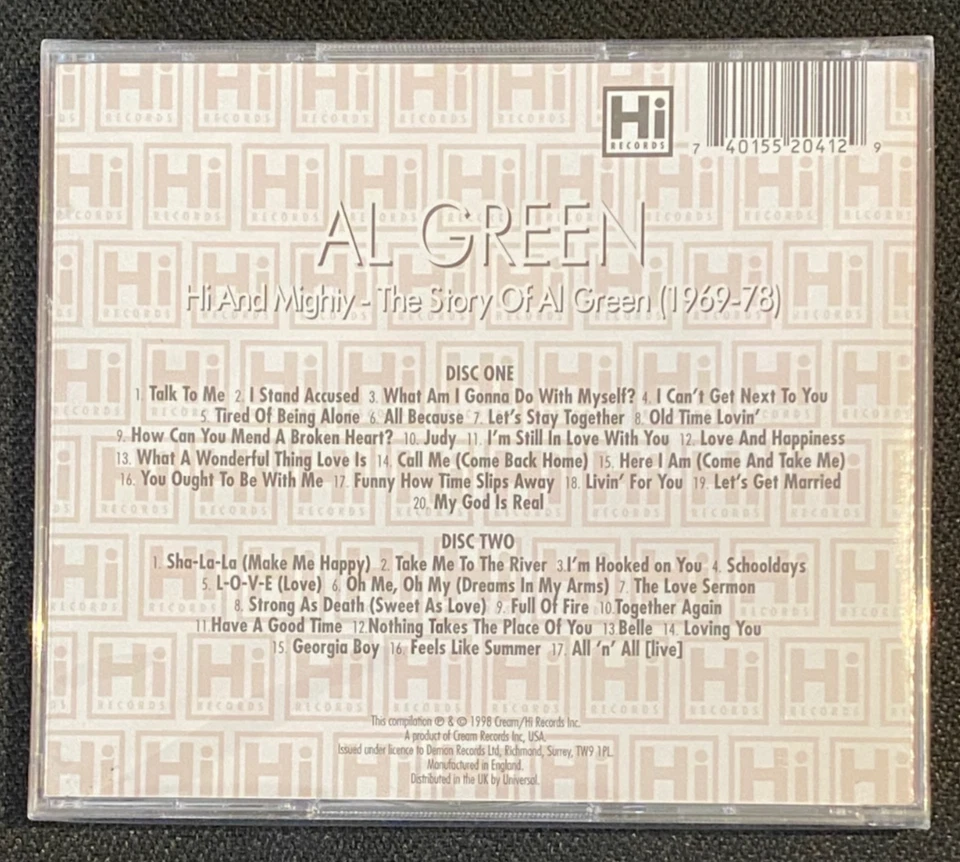 Hi
RECORDS
7 40155 20412 9
AL GREEN
Hi And Mighty - The Story Of Al Green (1969-78)
DISC ONE
1. Talk To Me 2. I Stand Accused 3. What Am I Gonna Do With Myself? 4. I Can't Get Next To You
5. Tired Of Being Alone 6. All Because 7. Let's Stay Together 8. Old Time Lovin'
9. How Can You Mend A Broken Heart? 10. Judy 11. I'm Still In Love With You 12. Love And Happiness
13. What A Wonderful Thing Love Is 14. Call Me (Come Back Home) 15. Here I Am (Come And Take Me)
16. You Ought To Be With Me 17. Funny How Time Slips Away 18. Livin' For You 19. Let's Get Married
20. My God Is Real
DISC TWO
1. Sha-La-La (Make Me Happy) 2. Take Me To The River 3.I'm Hooked on You 4. Schooldays
5. L-O-V-E (Love) 6. Oh Me, Oh My (Dreams In My Arms) 7. The Love Sermon
8. Strong As Death (Sweet As Love) 9. Full Of Fire 10.Together Again
11.Have A Good Time 12.Nothing Takes The Place Of You 13.Belle 14. Loving You
15. Georgia Boy 16. Feels Like Summer 17. All 'n' All [live]
This compilation ℗ & © 1998 Cream/Hi Records Inc.
A product of Cream Records Inc, USA.
Issued under licence to Demon Records Ltd, Richmond, Surrey, TW9 1PL.
Manufactured in England.
Distributed in the UK by Universal.